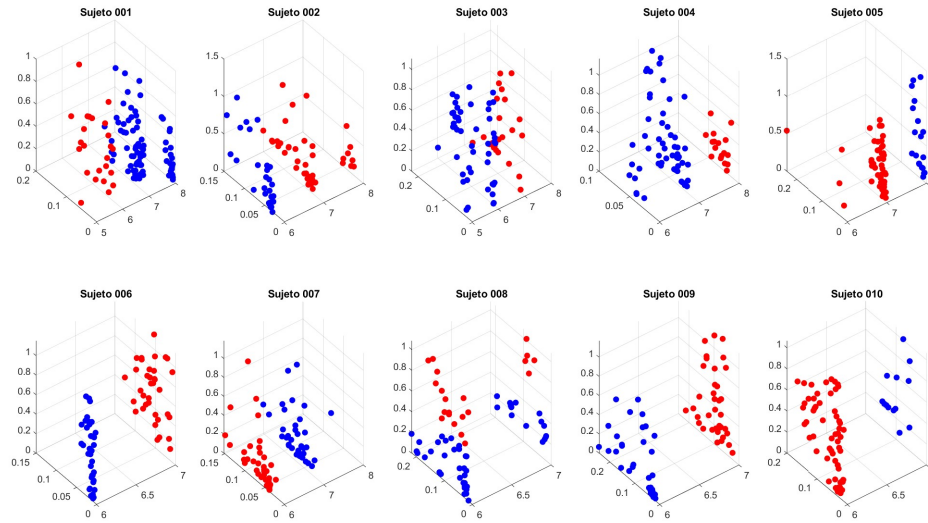 Sujeto 001 Sujeto 002 Sujeto 003 Sujeto 004 Sujeto 005
1 0.8 0.6 0.4 0.2 0 0.2 0.1 0 5 6 7 8
1.5 1 0.5 0 0.15 0.1 0.05 0 6 7 8
1 0.8 0.6 0.4 0.2 0 0.2 0.1 0 5 6 7
1 0.8 0.6 0.4 0.2 0 0.1 0.05 0 6 7 8
1.5 1 0.5 0 0.2 0.1 0 6 7 8
Sujeto 006 Sujeto 007 Sujeto 008 Sujeto 009 Sujeto 010
1 0.8 0.6 0.4 0.2 0 0.15 0.1 0.05 0 6 6.5 7
1 0.8 0.6 0.4 0.2 0 0.15 0.1 0.05 0 6 7 8
1 0.8 0.6 0.4 0.2 0 0.2 0.1 0 6 6.5 7
1 0.8 0.6 0.4 0.2 0 0.2 0.1 0 6 6.5 7
1 0.8 0.6 0.4 0.2 0 0.2 0.1 0 6 6.5 7